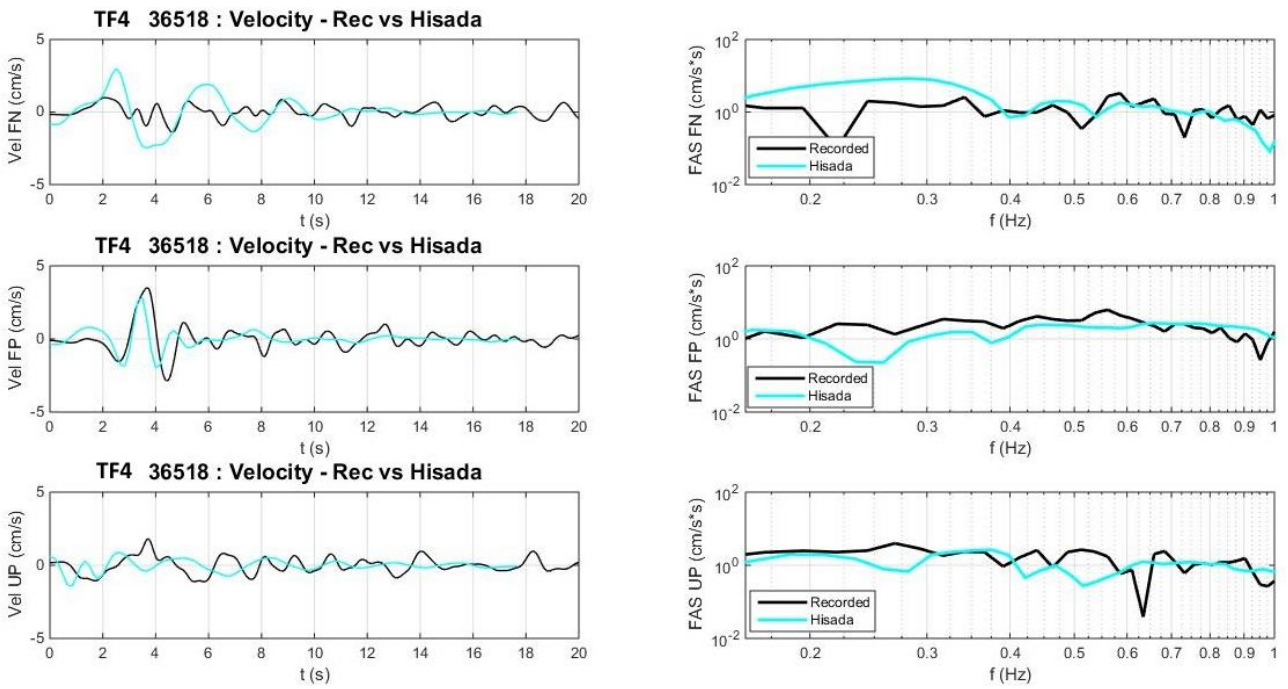 TF4 36518 : Velocity - Rec vs Hisada
5
0
-5
Vel FN (cm/s)
0 2 4 6 8 10 12 14 16 18 20
t (s)
10^2
10^0
10^-2
FAS FN (cm/s*s)
Recorded
Hisada
0.2 0.3 0.4 0.5 0.6 0.7 0.8 0.9 1
f (Hz)
TF4 36518 : Velocity - Rec vs Hisada
5
0
-5
Vel FP (cm/s)
0 2 4 6 8 10 12 14 16 18 20
t (s)
10^2
10^0
10^-2
FAS FP (cm/s*s)
Recorded
Hisada
0.2 0.3 0.4 0.5 0.6 0.7 0.8 0.9 1
f (Hz)
TF4 36518 : Velocity - Rec vs Hisada
5
0
-5
Vel UP (cm/s)
0 2 4 6 8 10 12 14 16 18 20
t (s)
10^2
10^0
10^-2
FAS UP (cm/s*s)
Recorded
Hisada
0.2 0.3 0.4 0.5 0.6 0.7 0.8 0.9 1
f (Hz)